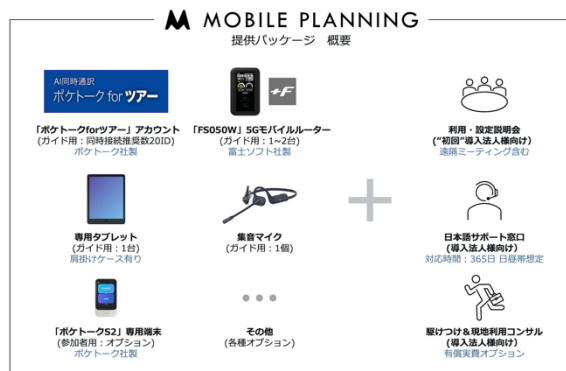 MOBILE PLANNING
提供パッケージ 概要
AI同時通訳
ポケトーク for ツアー
+F
「ポケトークforツアー」アカウント
(ガイド用：同時接続推奨数20ID)
ポケトーク社製
「FS050W」5Gモバイルルーター
(ガイド用：1~2台)
富士ソフト社製
利用・設定説明会
(“初回”導入法人様向け)
遠隔ミーティング含む
専用タブレット
(ガイド用：1台)
肩掛けケース有り
集音マイク
(ガイド用：1個)
日本語サポート窓口
(導入法人様向け)
対応時間：365日 日昼帯想定
「ポケトークS2」専用端末
(参加者用：オプション)
ポケトーク社製
その他
(各種オプション)
駆けつけ＆現地利用コンサル
(導入法人様向け)
有償実費オプション